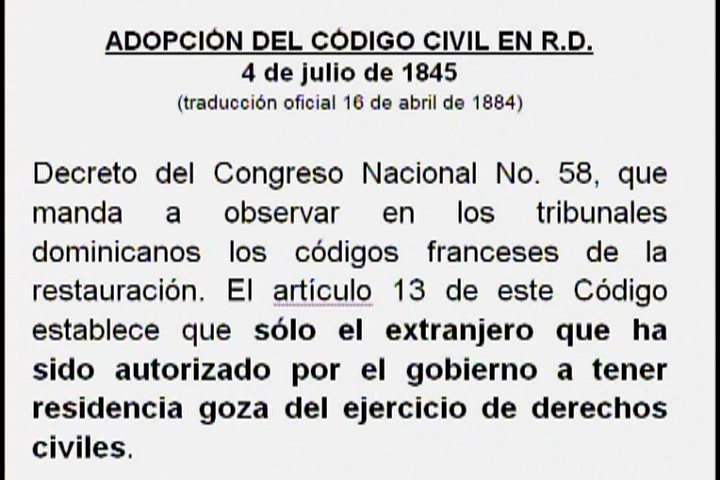 ADOPCIÓN DEL CÓDIGO CIVIL EN R.D.
4 de julio de 1845
(traducción oficial 16 de abril de 1884)
Decreto del Congreso Nacional No. 58, que
manda a observar en los tribunales
dominicanos los códigos franceses de la
restauración. El artículo 13 de este Código
establece que sólo el extranjero que ha
sido autorizado por el gobierno a tener
residencia goza del ejercicio de derechos
civiles.